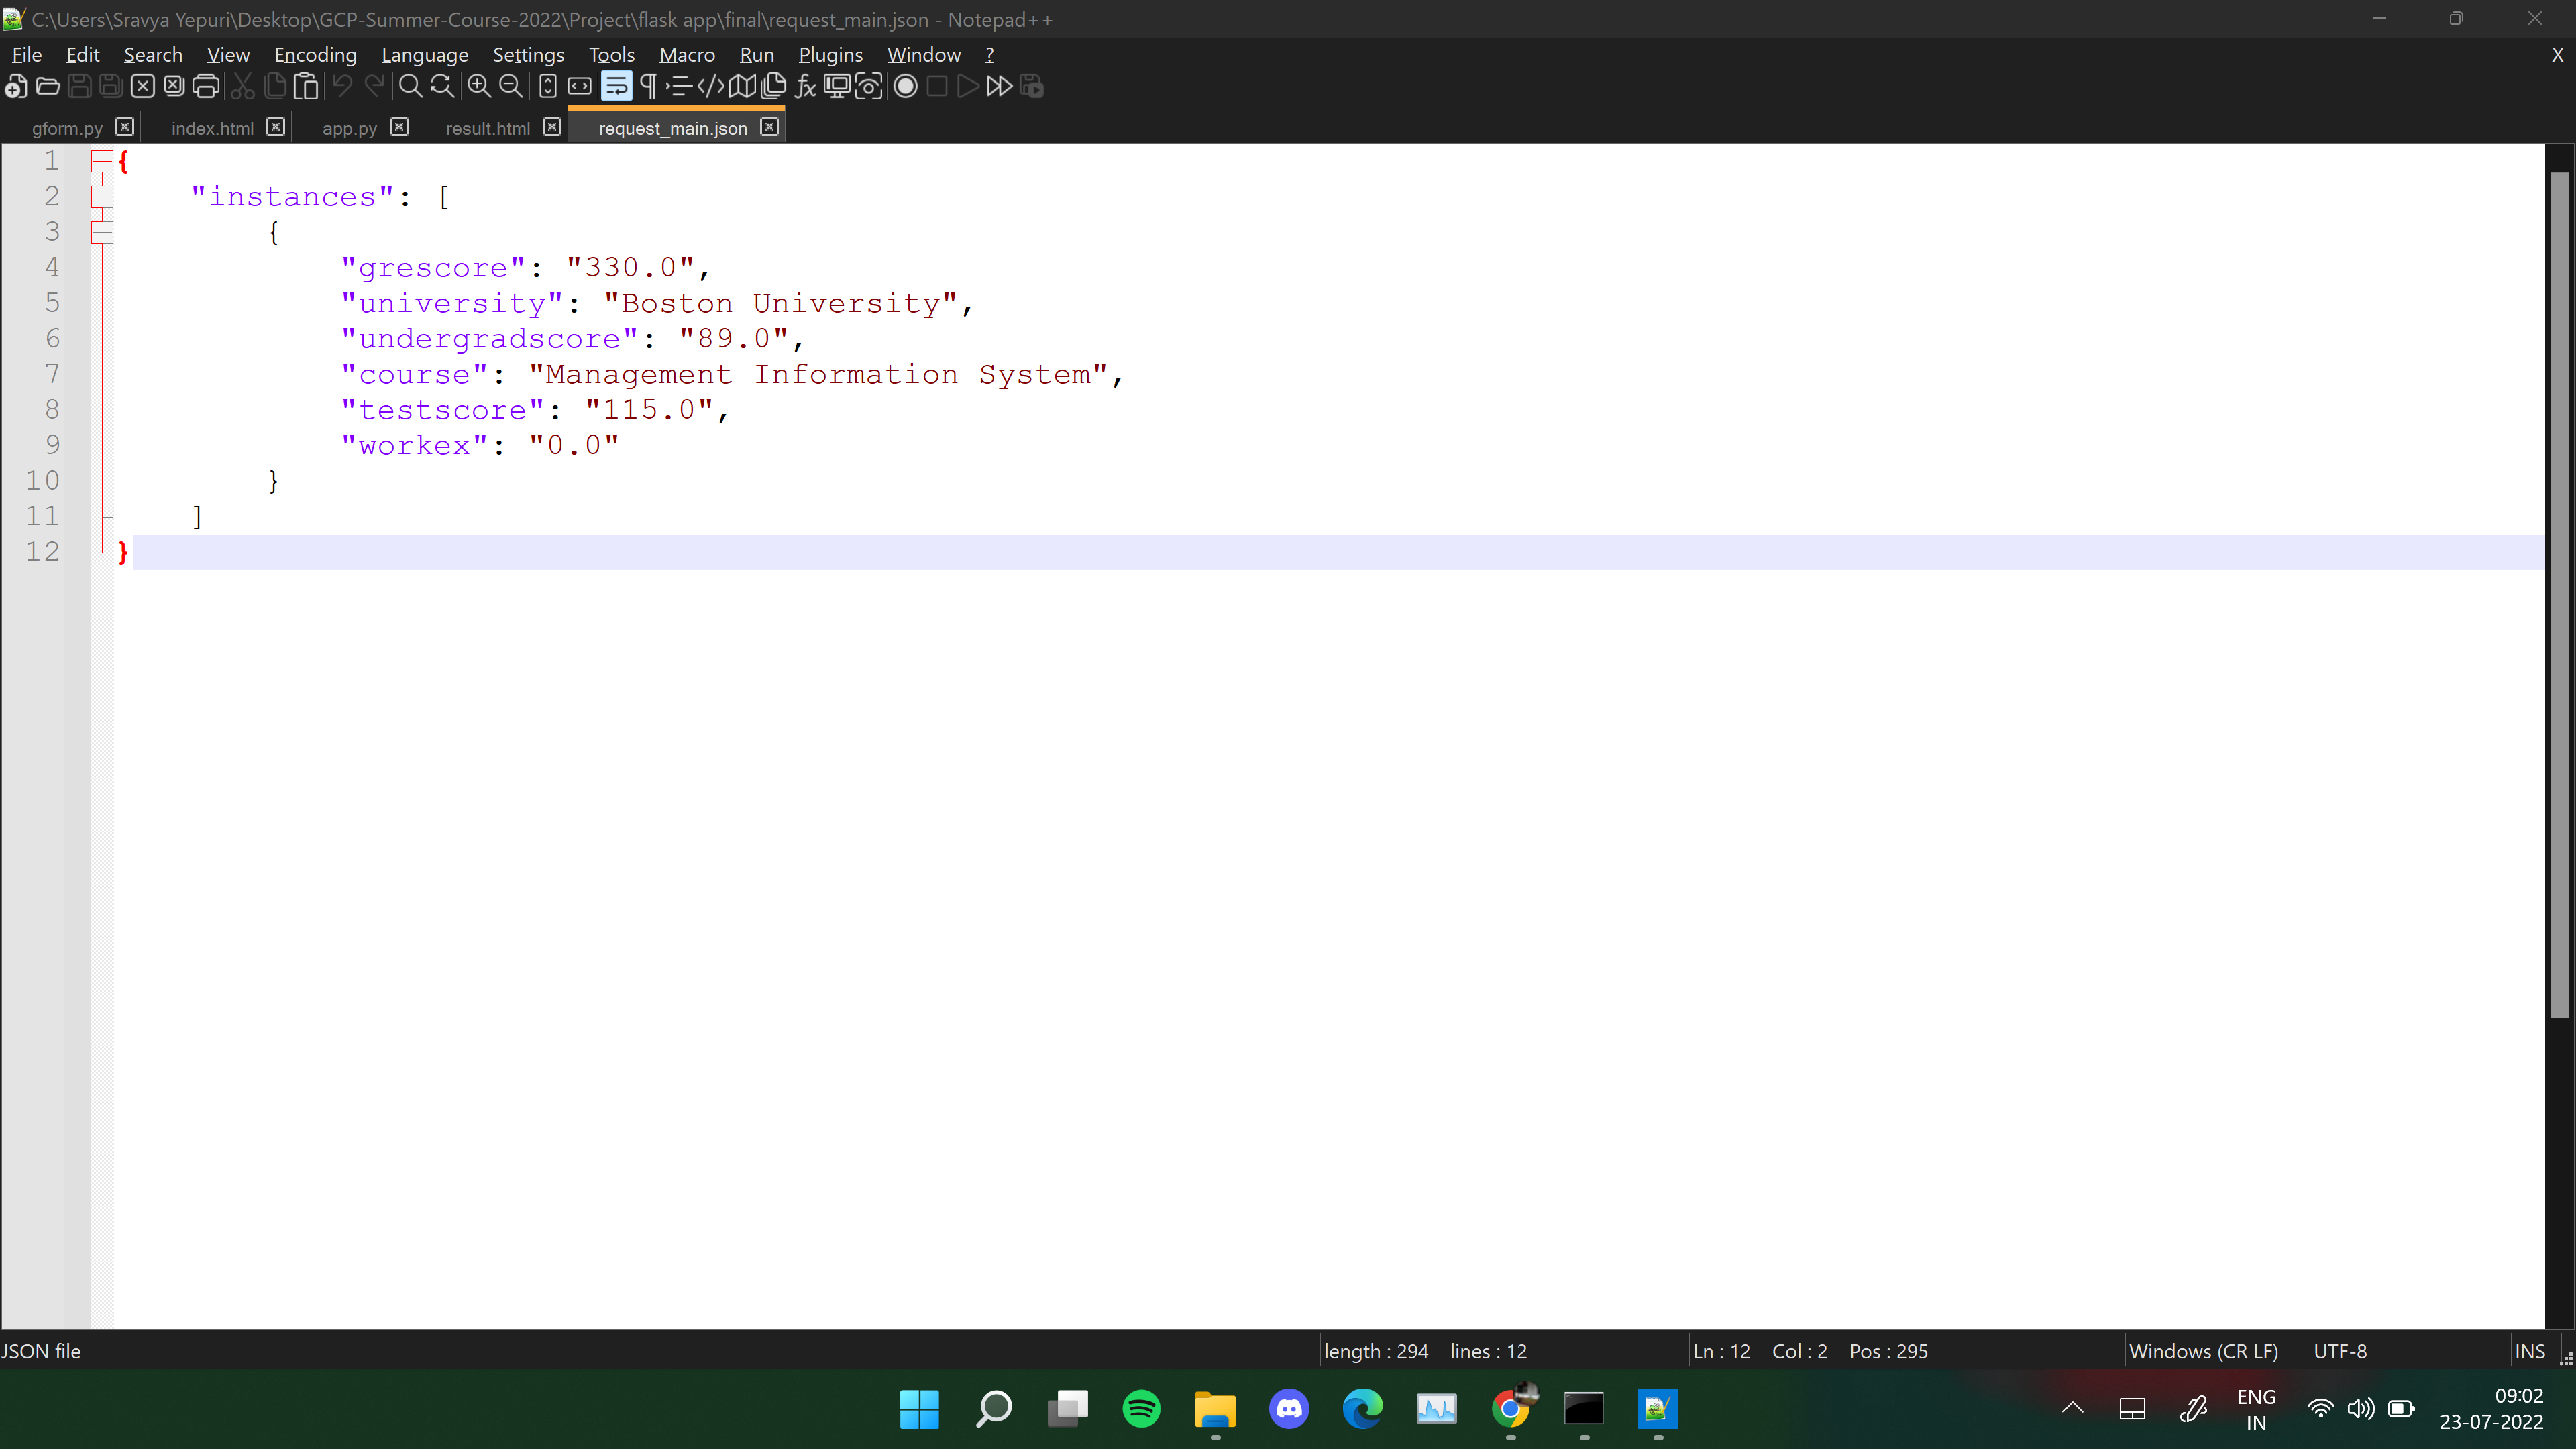 C:\Users\Sravya Yepuri\Desktop\GCP-Summer-Course-2022\Project\flask app\final\request_main.json - Notepad++
File Edit Search View Encoding Language Settings Tools Macro Run Plugins Window ? X
gform.py index.html app.py result.html request_main.json
1 {
2 "instances": [
3 {
4 "grescore": "330.0",
5 "university": "Boston University",
6 "undergradscore": "89.0",
7 "course": "Management Information System",
8 "testscore": "115.0",
9 "workex": "0.0"
10 }
11 ]
12 }
JSON file length : 294 lines : 12 Ln : 12 Col : 2 Pos : 295 Windows (CR LF) UTF-8 INS
ENG 09:02
IN 23-07-2022